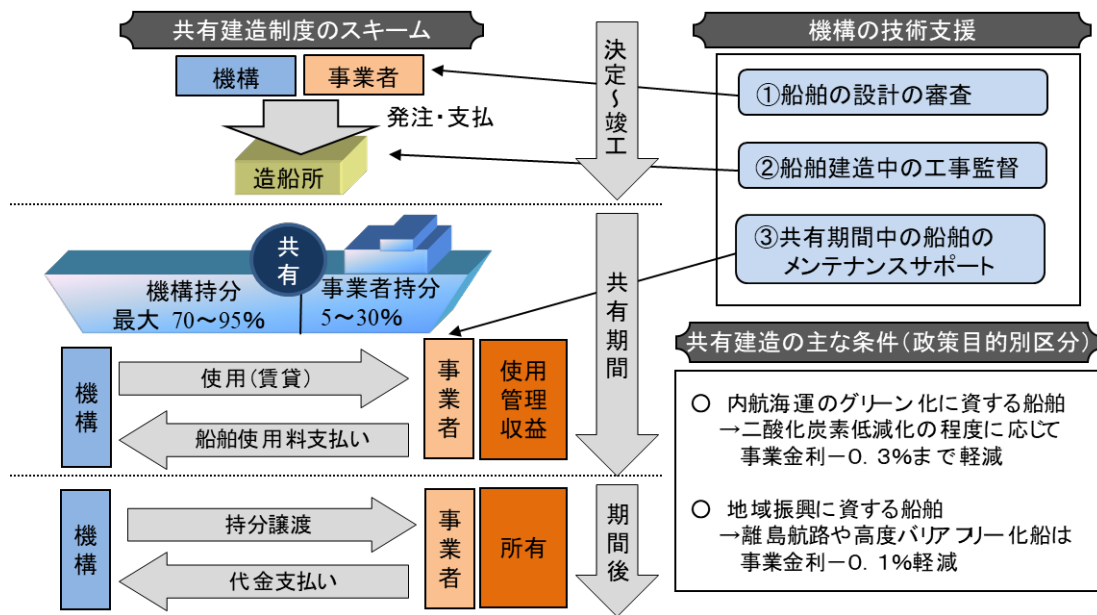 共有建造制度のスキーム
機構
事業者
発注・支払
造船所
決定～竣工
共有
機構持分
最大 70～95%
事業者持分
5～30%
機構
使用(賃貸)
船舶使用料支払い
事業者
使用
管理
収益
共有期間
機構
持分譲渡
代金支払い
事業者
所有
期間後
機構の技術支援
①船舶の設計の審査
②船舶建造中の工事監督
③共有期間中の船舶の
メンテナンスサポート
共有建造の主な条件(政策目的別区分)
○ 内航海運のグリーン化に資する船舶
→二酸化炭素低減化の程度に応じて
事業金利－0．3%まで軽減
○ 地域振興に資する船舶
→離島航路や高度バリアフリー化船は
事業金利－0．1%軽減